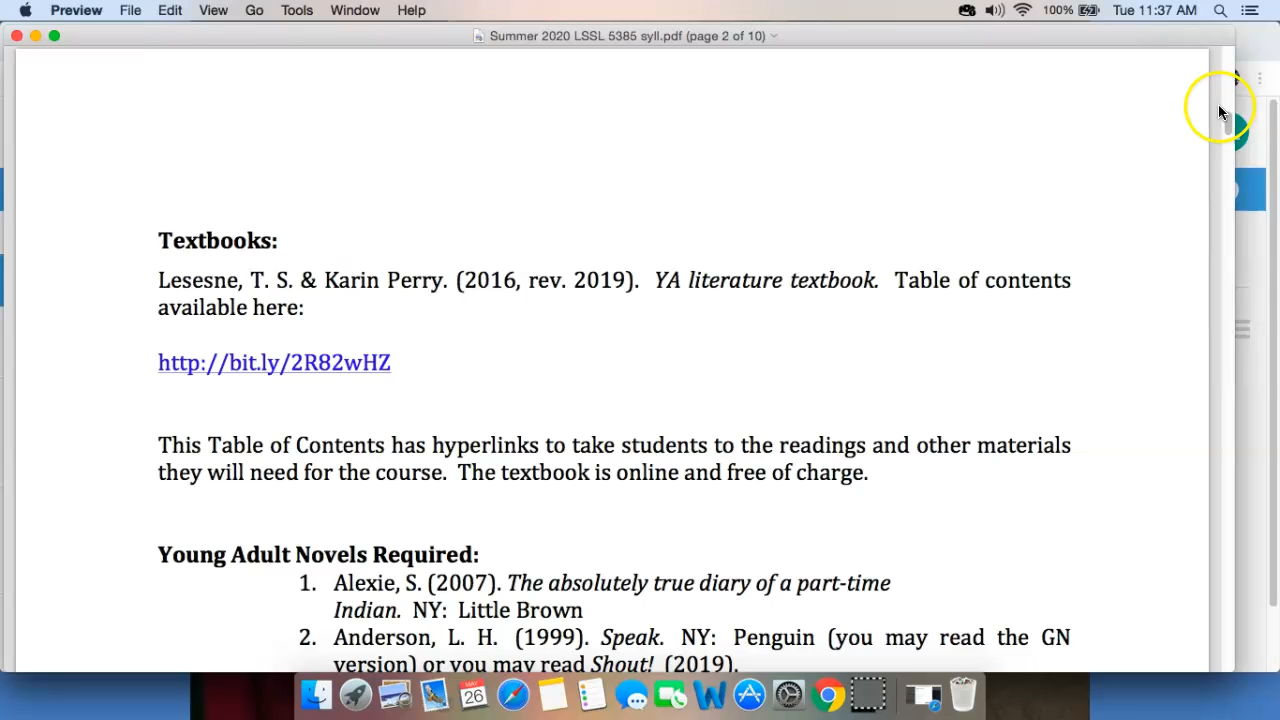 Preview File Edit View Go Tools Window Help 100% Tue 11:37 AM
Summer 2020 LSSL 5385 syll.pdf (page 2 of 10)
Textbooks:
Lesesne, T. S. & Karin Perry. (2016, rev. 2019). YA literature textbook. Table of contents
available here:
http://bit.ly/2R82wHZ
This Table of Contents has hyperlinks to take students to the readings and other materials
they will need for the course. The textbook is online and free of charge.
Young Adult Novels Required:
1. Alexie, S. (2007). The absolutely true diary of a part-time
Indian. NY: Little Brown
2. Anderson, L. H. (1999). Speak. NY: Penguin (you may read the GN
version) or you may read Shout! (2019).
MAY
26